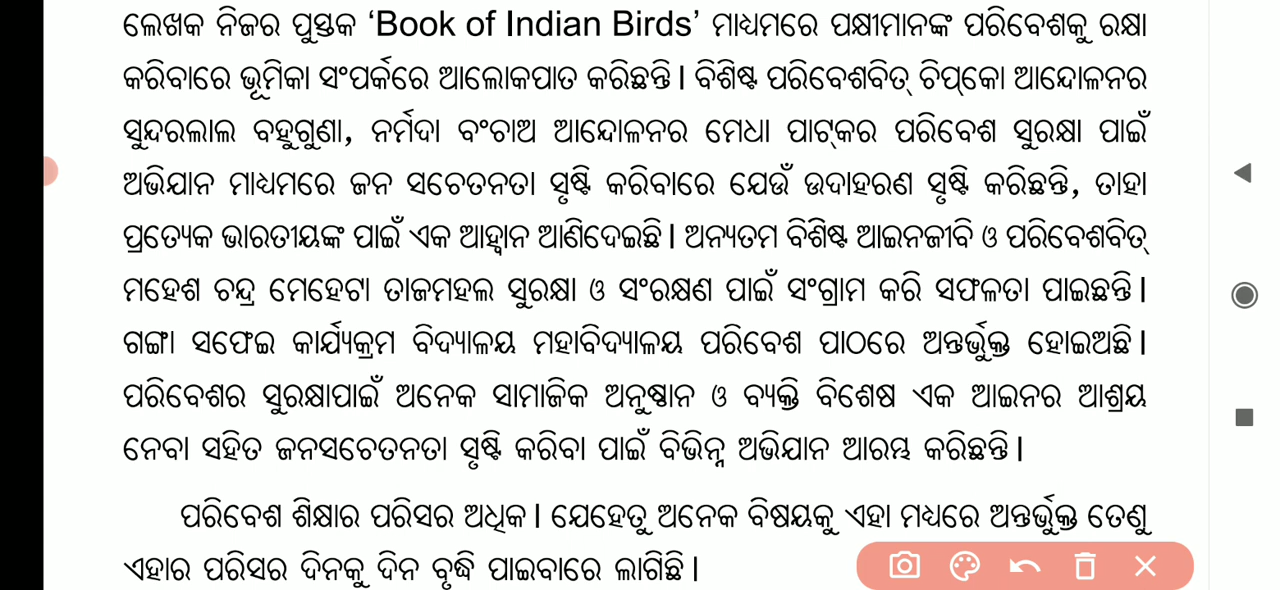 ଲେଖକ ନିଜର ପୁସ୍ତକ ‘Book of Indian Birds’ ମାଧ୍ୟମରେ ପକ୍ଷୀମାନଙ୍କ ପରିବେଶକୁ ରକ୍ଷା
କରିବାରେ ଭୂମିକା ସଂପର୍କରେ ଆଲୋକପାତ କରିଛନ୍ତି । ବିଶିଷ୍ଟ ପରିବେଶବିତ୍ ଚିପ୍‌କୋ ଆନ୍ଦୋଳନର
ସୁନ୍ଦରଲାଲ ବହୁଗୁଣା, ନର୍ମଦା ବଂଚାଅ ଆନ୍ଦୋଳନର ମେଧା ପାଟ୍‌କର ପରିବେଶ ସୁରକ୍ଷା ପାଇଁ
ଅଭିଯାନ ମାଧ୍ୟମରେ ଜନ ସଚେତନତା ସୃଷ୍ଟି କରିବାରେ ଯେଉଁ ଉଦାହରଣ ସୃଷ୍ଟି କରିଛନ୍ତି, ତାହା
ପ୍ରତ୍ୟେକ ଭାରତୀୟଙ୍କ ପାଇଁ ଏକ ଆହ୍ୱାନ ଆଣିଦେଇଛି । ଅନ୍ୟତମ ବିଶିଷ୍ଟ ଆଇନଜୀବି ଓ ପରିବେଶବିତ୍
ମହେଶ ଚନ୍ଦ୍ର ମେହେଟା ତାଜମହଲ ସୁରକ୍ଷା ଓ ସଂରକ୍ଷଣ ପାଇଁ ସଂଗ୍ରାମ କରି ସଫଳତା ପାଇଛନ୍ତି ।
ଗଙ୍ଗା ସଫେଇ କାର୍ଯ୍ୟକ୍ରମ ବିଦ୍ୟାଳୟ ମହାବିଦ୍ୟାଳୟ ପରିବେଶ ପାଠରେ ଅନ୍ତର୍ଭୁକ୍ତ ହୋଇଅଛି ।
ପରିବେଶର ସୁରକ୍ଷାପାଇଁ ଅନେକ ସାମାଜିକ ଅନୁଷ୍ଠାନ ଓ ବ୍ୟକ୍ତି ବିଶେଷ ଏକ ଆଇନର ଆଶ୍ରୟ
ନେବା ସହିତ ଜନସଚେତନତା ସୃଷ୍ଟି କରିବା ପାଇଁ ବିଭିନ୍ନ ଅଭିଯାନ ଆରମ୍ଭ କରିଛନ୍ତି ।
ପରିବେଶ ଶିକ୍ଷାର ପରିସର ଅଧିକ । ଯେହେତୁ ଅନେକ ବିଷୟକୁ ଏହା ମଧ୍ୟରେ ଅନ୍ତର୍ଭୁକ୍ତ ତେଣୁ
ଏହାର ପରିସର ଦିନକୁ ଦିନ ବୃଦ୍ଧି ପାଇବାରେ ଲାଗିଛି ।